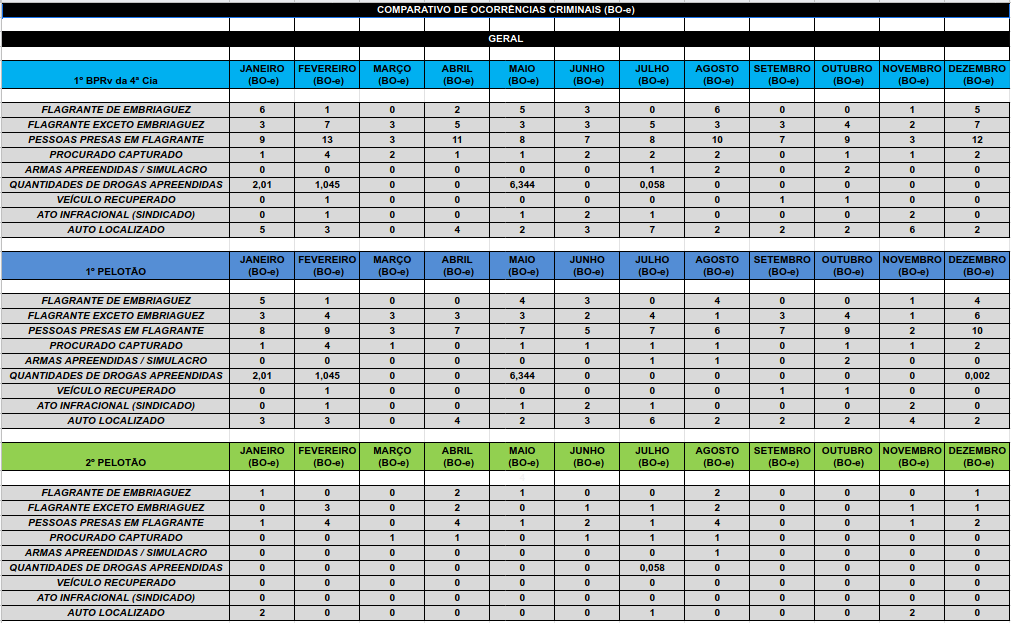 COMPARATIVO DE OCORRÊNCIAS CRIMINAIS (BO-e)
GERAL
1º BPRv da 4ª Cia JANEIRO (BO-e) FEVEREIRO (BO-e) MARÇO (BO-e) ABRIL (BO-e) MAIO (BO-e) JUNHO (BO-e) JULHO (BO-e) AGOSTO (BO-e) SETEMBRO (BO-e) OUTUBRO (BO-e) NOVEMBRO (BO-e) DEZEMBRO (BO-e)
FLAGRANTE DE EMBRIAGUEZ 6 1 0 2 5 3 0 6 0 0 1 5
FLAGRANTE EXCETO EMBRIAGUEZ 3 7 3 5 3 3 5 3 3 4 2 7
PESSOAS PRESAS EM FLAGRANTE 9 13 3 11 8 7 8 10 7 9 3 12
PROCURADO CAPTURADO 1 4 2 1 1 2 2 2 0 1 1 2
ARMAS APREENDIDAS / SIMULACRO 0 0 0 0 0 0 1 2 0 2 0 0
QUANTIDADES DE DROGAS APREENDIDAS 2,01 1,045 0 0 6,344 0 0,058 0 0 0 0 0
VEÍCULO RECUPERADO 0 1 0 0 0 0 0 0 1 1 0 0
ATO INFRACIONAL (SINDICADO) 0 1 0 0 1 2 1 0 0 0 2 0
AUTO LOCALIZADO 5 3 0 4 2 3 7 2 2 2 6 2
1º PELOTÃO JANEIRO (BO-e) FEVEREIRO (BO-e) MARÇO (BO-e) ABRIL (BO-e) MAIO (BO-e) JUNHO (BO-e) JULHO (BO-e) AGOSTO (BO-e) SETEMBRO (BO-e) OUTUBRO (BO-e) NOVEMBRO (BO-e) DEZEMBRO (BO-e)
FLAGRANTE DE EMBRIAGUEZ 5 1 0 0 4 3 0 4 0 0 1 4
FLAGRANTE EXCETO EMBRIAGUEZ 3 4 3 3 3 2 4 1 3 4 1 6
PESSOAS PRESAS EM FLAGRANTE 8 9 3 7 7 5 7 6 7 9 2 10
PROCURADO CAPTURADO 1 4 1 0 1 1 1 1 0 1 1 2
ARMAS APREENDIDAS / SIMULACRO 0 0 0 0 0 0 1 1 0 2 0 0
QUANTIDADES DE DROGAS APREENDIDAS 2,01 1,045 0 0 6,344 0 0 0 0 0 0 0,002
VEÍCULO RECUPERADO 0 1 0 0 0 0 0 0 1 1 0 0
ATO INFRACIONAL (SINDICADO) 0 1 0 0 1 2 1 0 0 0 2 0
AUTO LOCALIZADO 3 3 0 4 2 3 6 2 2 2 4 2
2º PELOTÃO JANEIRO (BO-e) FEVEREIRO (BO-e) MARÇO (BO-e) ABRIL (BO-e) MAIO (BO-e) JUNHO (BO-e) JULHO (BO-e) AGOSTO (BO-e) SETEMBRO (BO-e) OUTUBRO (BO-e) NOVEMBRO (BO-e) DEZEMBRO (BO-e)
FLAGRANTE DE EMBRIAGUEZ 1 0 0 2 1 0 0 2 0 0 0 1
FLAGRANTE EXCETO EMBRIAGUEZ 0 3 0 2 0 1 1 2 0 0 1 1
PESSOAS PRESAS EM FLAGRANTE 1 4 0 4 1 2 1 4 0 0 1 2
PROCURADO CAPTURADO 0 0 1 1 0 1 1 1 0 0 0 0
ARMAS APREENDIDAS / SIMULACRO 0 0 0 0 0 0 0 1 0 0 0 0
QUANTIDADES DE DROGAS APREENDIDAS 0 0 0 0 0 0 0,058 0 0 0 0 0
VEÍCULO RECUPERADO 0 0 0 0 0 0 0 0 0 0 0 0
ATO INFRACIONAL (SINDICADO) 0 0 0 0 0 0 0 0 0 0 0 0
AUTO LOCALIZADO 2 0 0 0 0 0 1 0 0 0 2 0